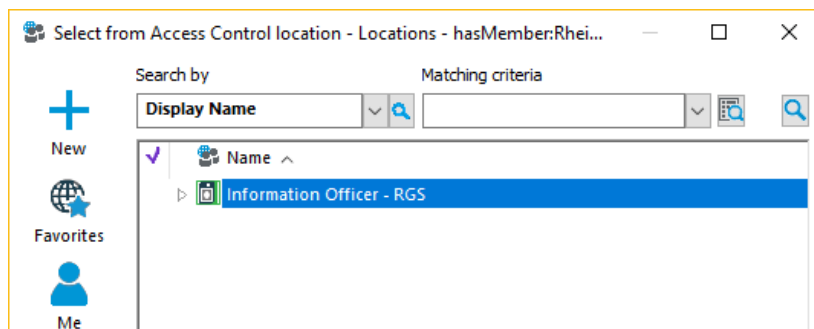 Select from Access Control location - Locations - hasMember:Rhei...
Search by
Matching criteria
Display Name
New
Name
Information Officer - RGS
Favorites
Me